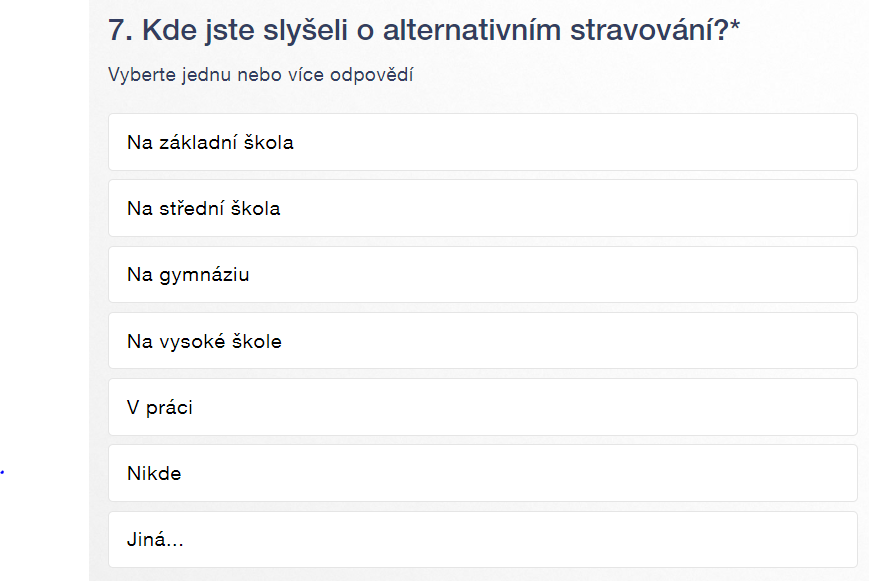 7. Kde jste slyšeli o alternativním stravování?*
Vyberte jednu nebo více odpovědí
Na základní škola
Na střední škola
Na gymnáziu
Na vysoké škole
V práci
Nikde
Jiná...